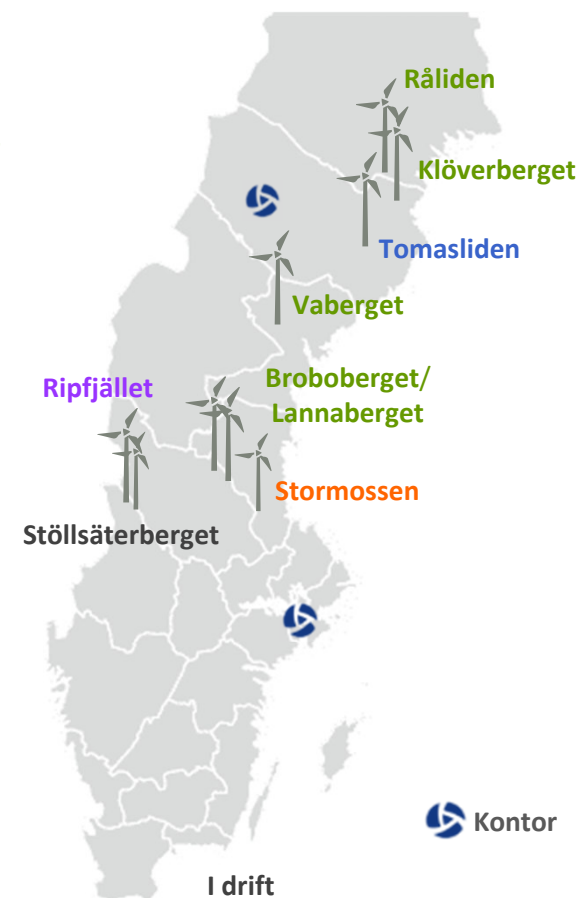 Råliden
Klöverberget
Tomasliden
Vaberget
Ripfjället
Broboberget/
Lannaberget
Stormossen
Stöllsäterberget
Kontor
I drift